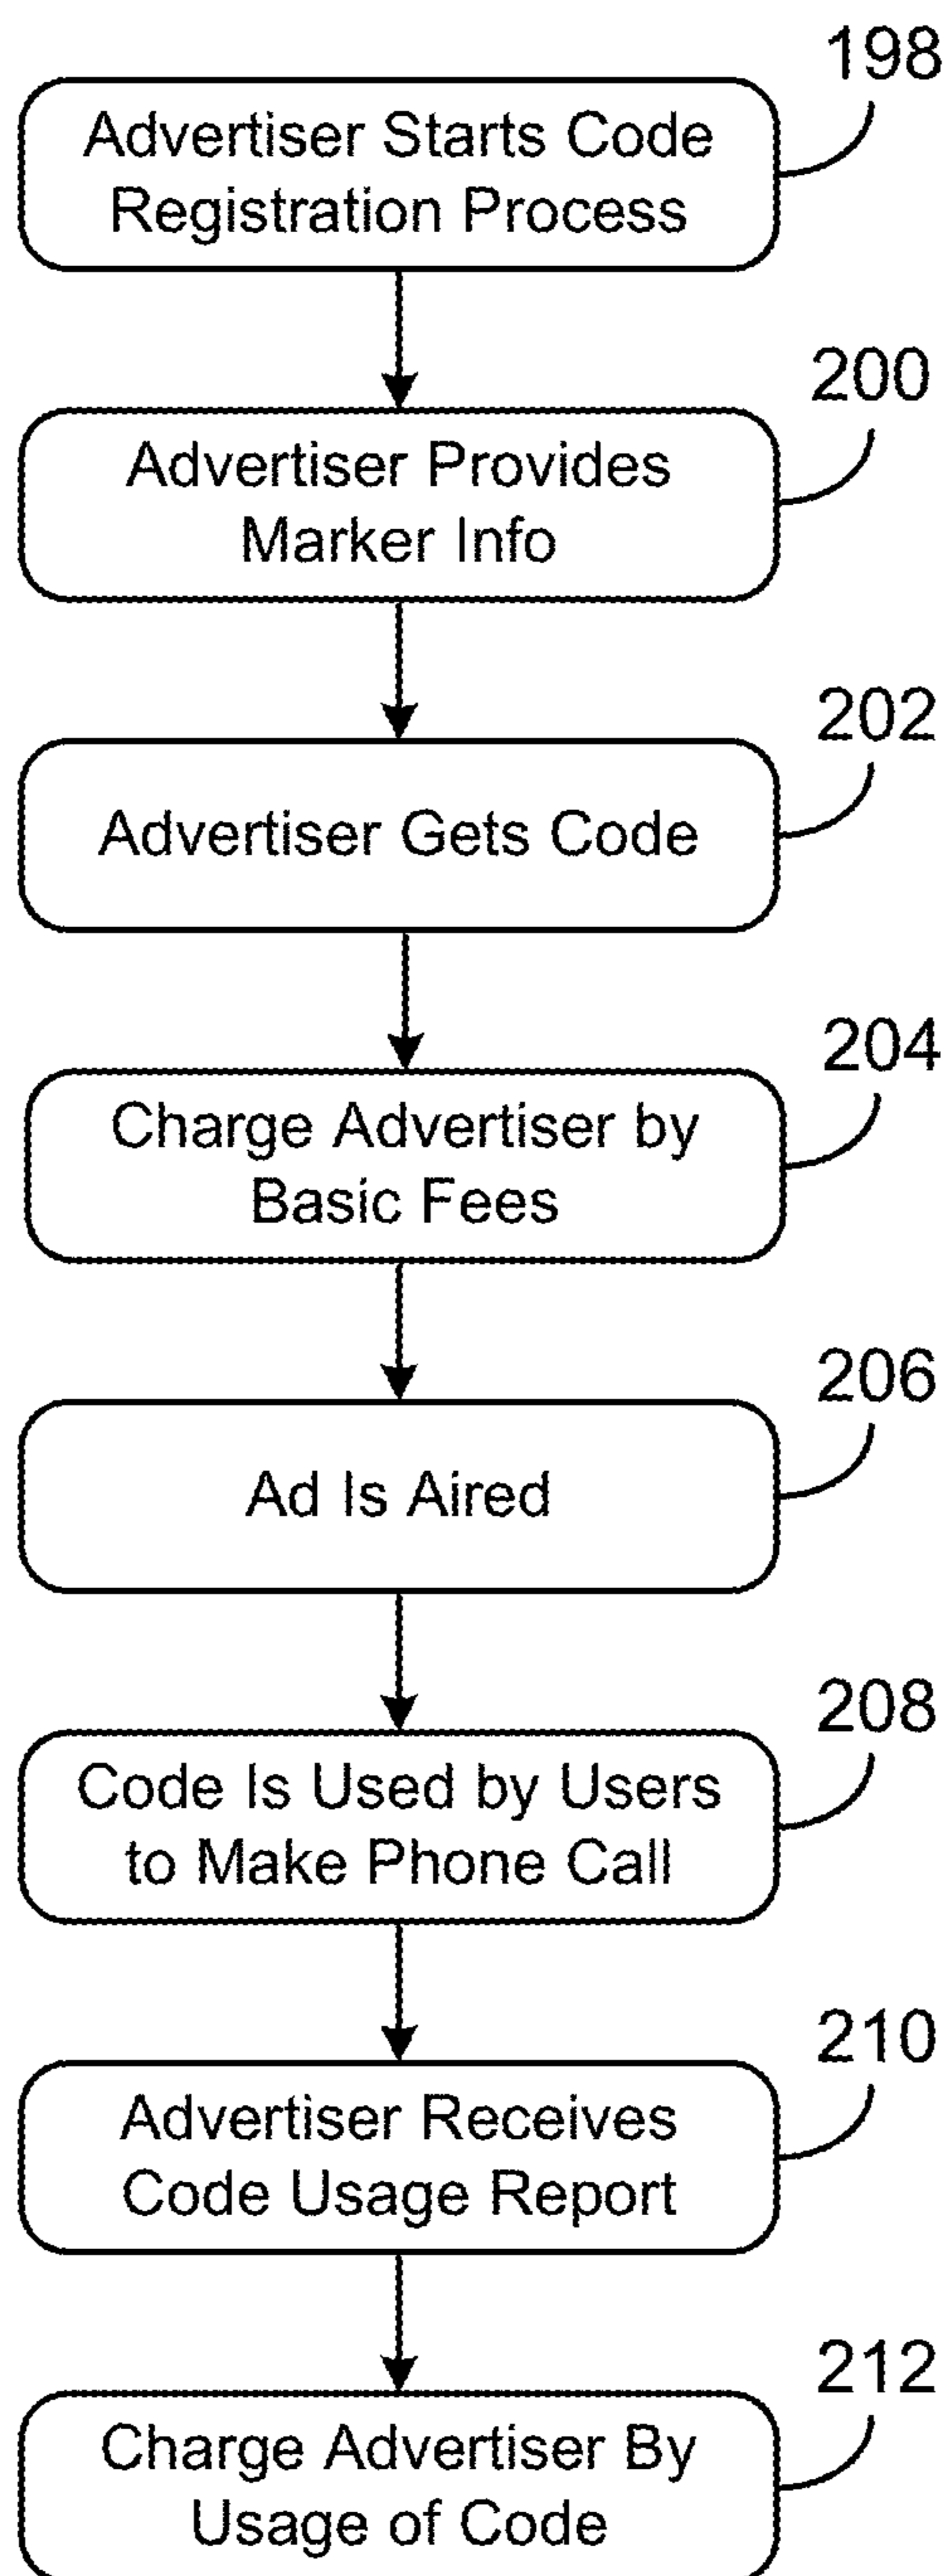 198
Advertiser Starts Code
Registration Process
200
Advertiser Provides
Marker Info
202
Advertiser Gets Code
204
Charge Advertiser by
Basic Fees
206
Ad Is Aired
208
Code Is Used by Users
to Make Phone Call
210
Advertiser Receives
Code Usage Report
212
Charge Advertiser By
Usage of Code